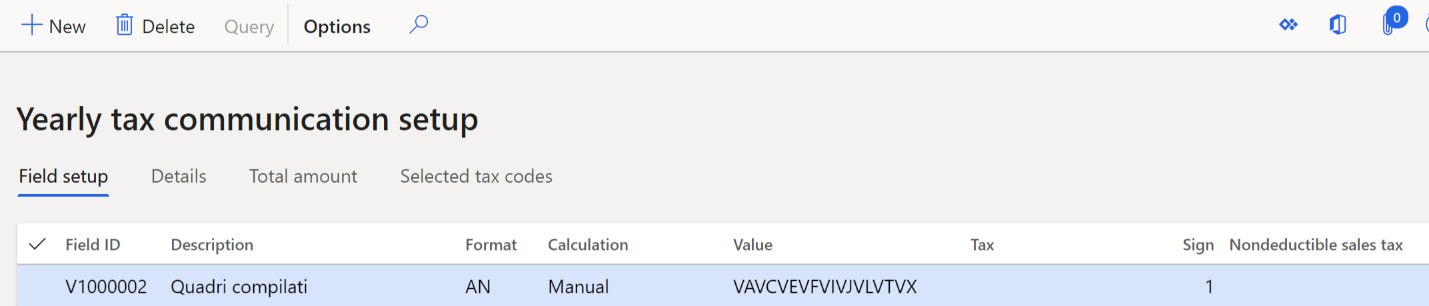 New Delete Query Options 0
Yearly tax communication setup
Field setup Details Total amount Selected tax codes
Field ID Description Format Calculation Value Tax Sign Nondeductible sales tax
V1000002 Quadri compilati AN Manual VAVCVEVFVIVJVLVTVX 1